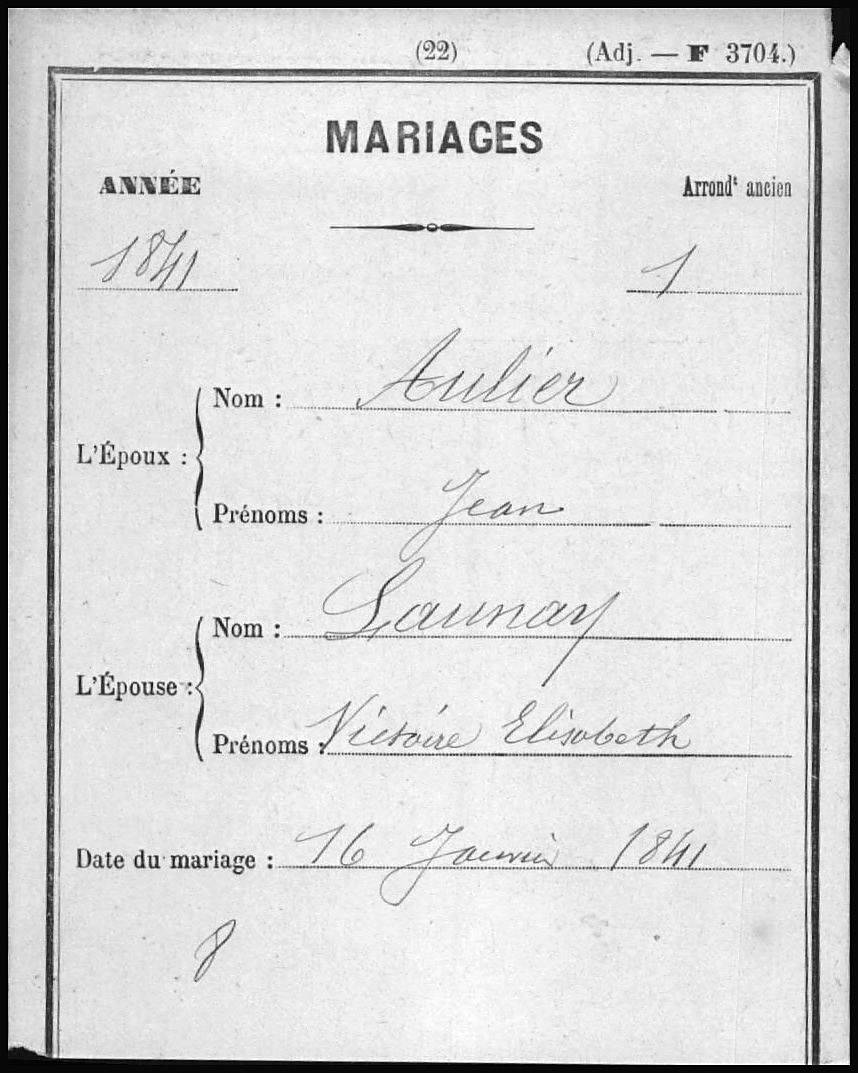 (22) (Adj. — F 3704.)
MARIAGES
ANNÉE Arrondt ancien
1841 1
L'Époux :
Nom : Aulier
Prénoms : Jean
L'Épouse :
Nom : Launay
Prénoms : Victoire Elisabeth
Date du mariage : 16 Janvier 1841
8